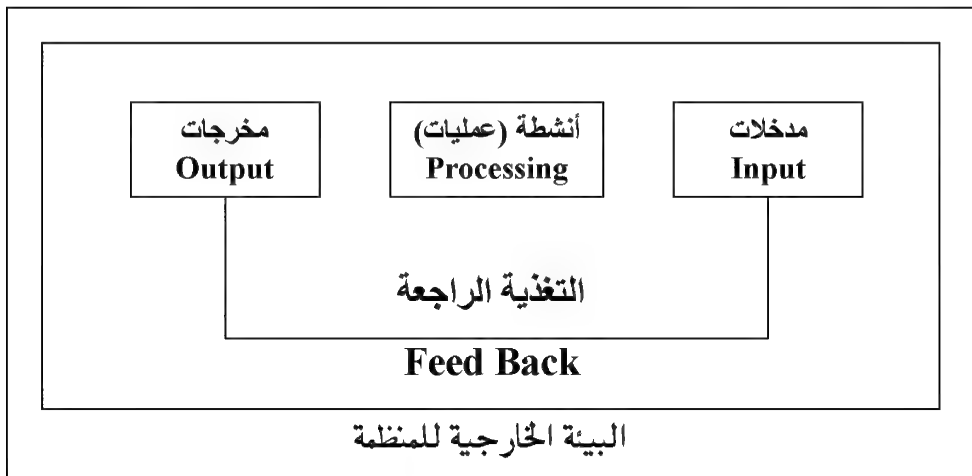 مدخلات
Input
أنشطة (عمليات)
Processing
مخرجات
Output
التغذية الراجعة
Feed Back
البيئة الخارجية للمنظمة